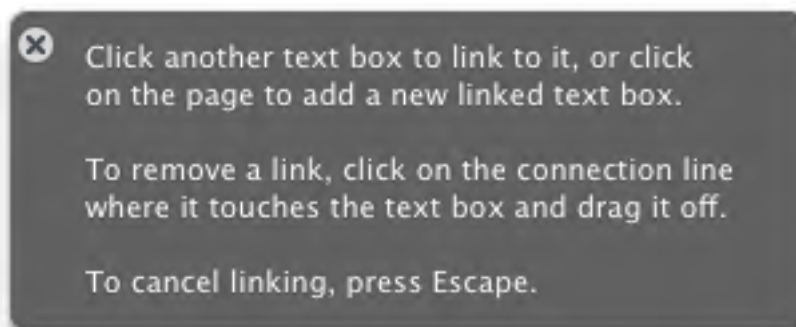 Click another text box to link to it, or click
on the page to add a new linked text box.
To remove a link, click on the connection line
where it touches the text box and drag it off.
To cancel linking, press Escape.